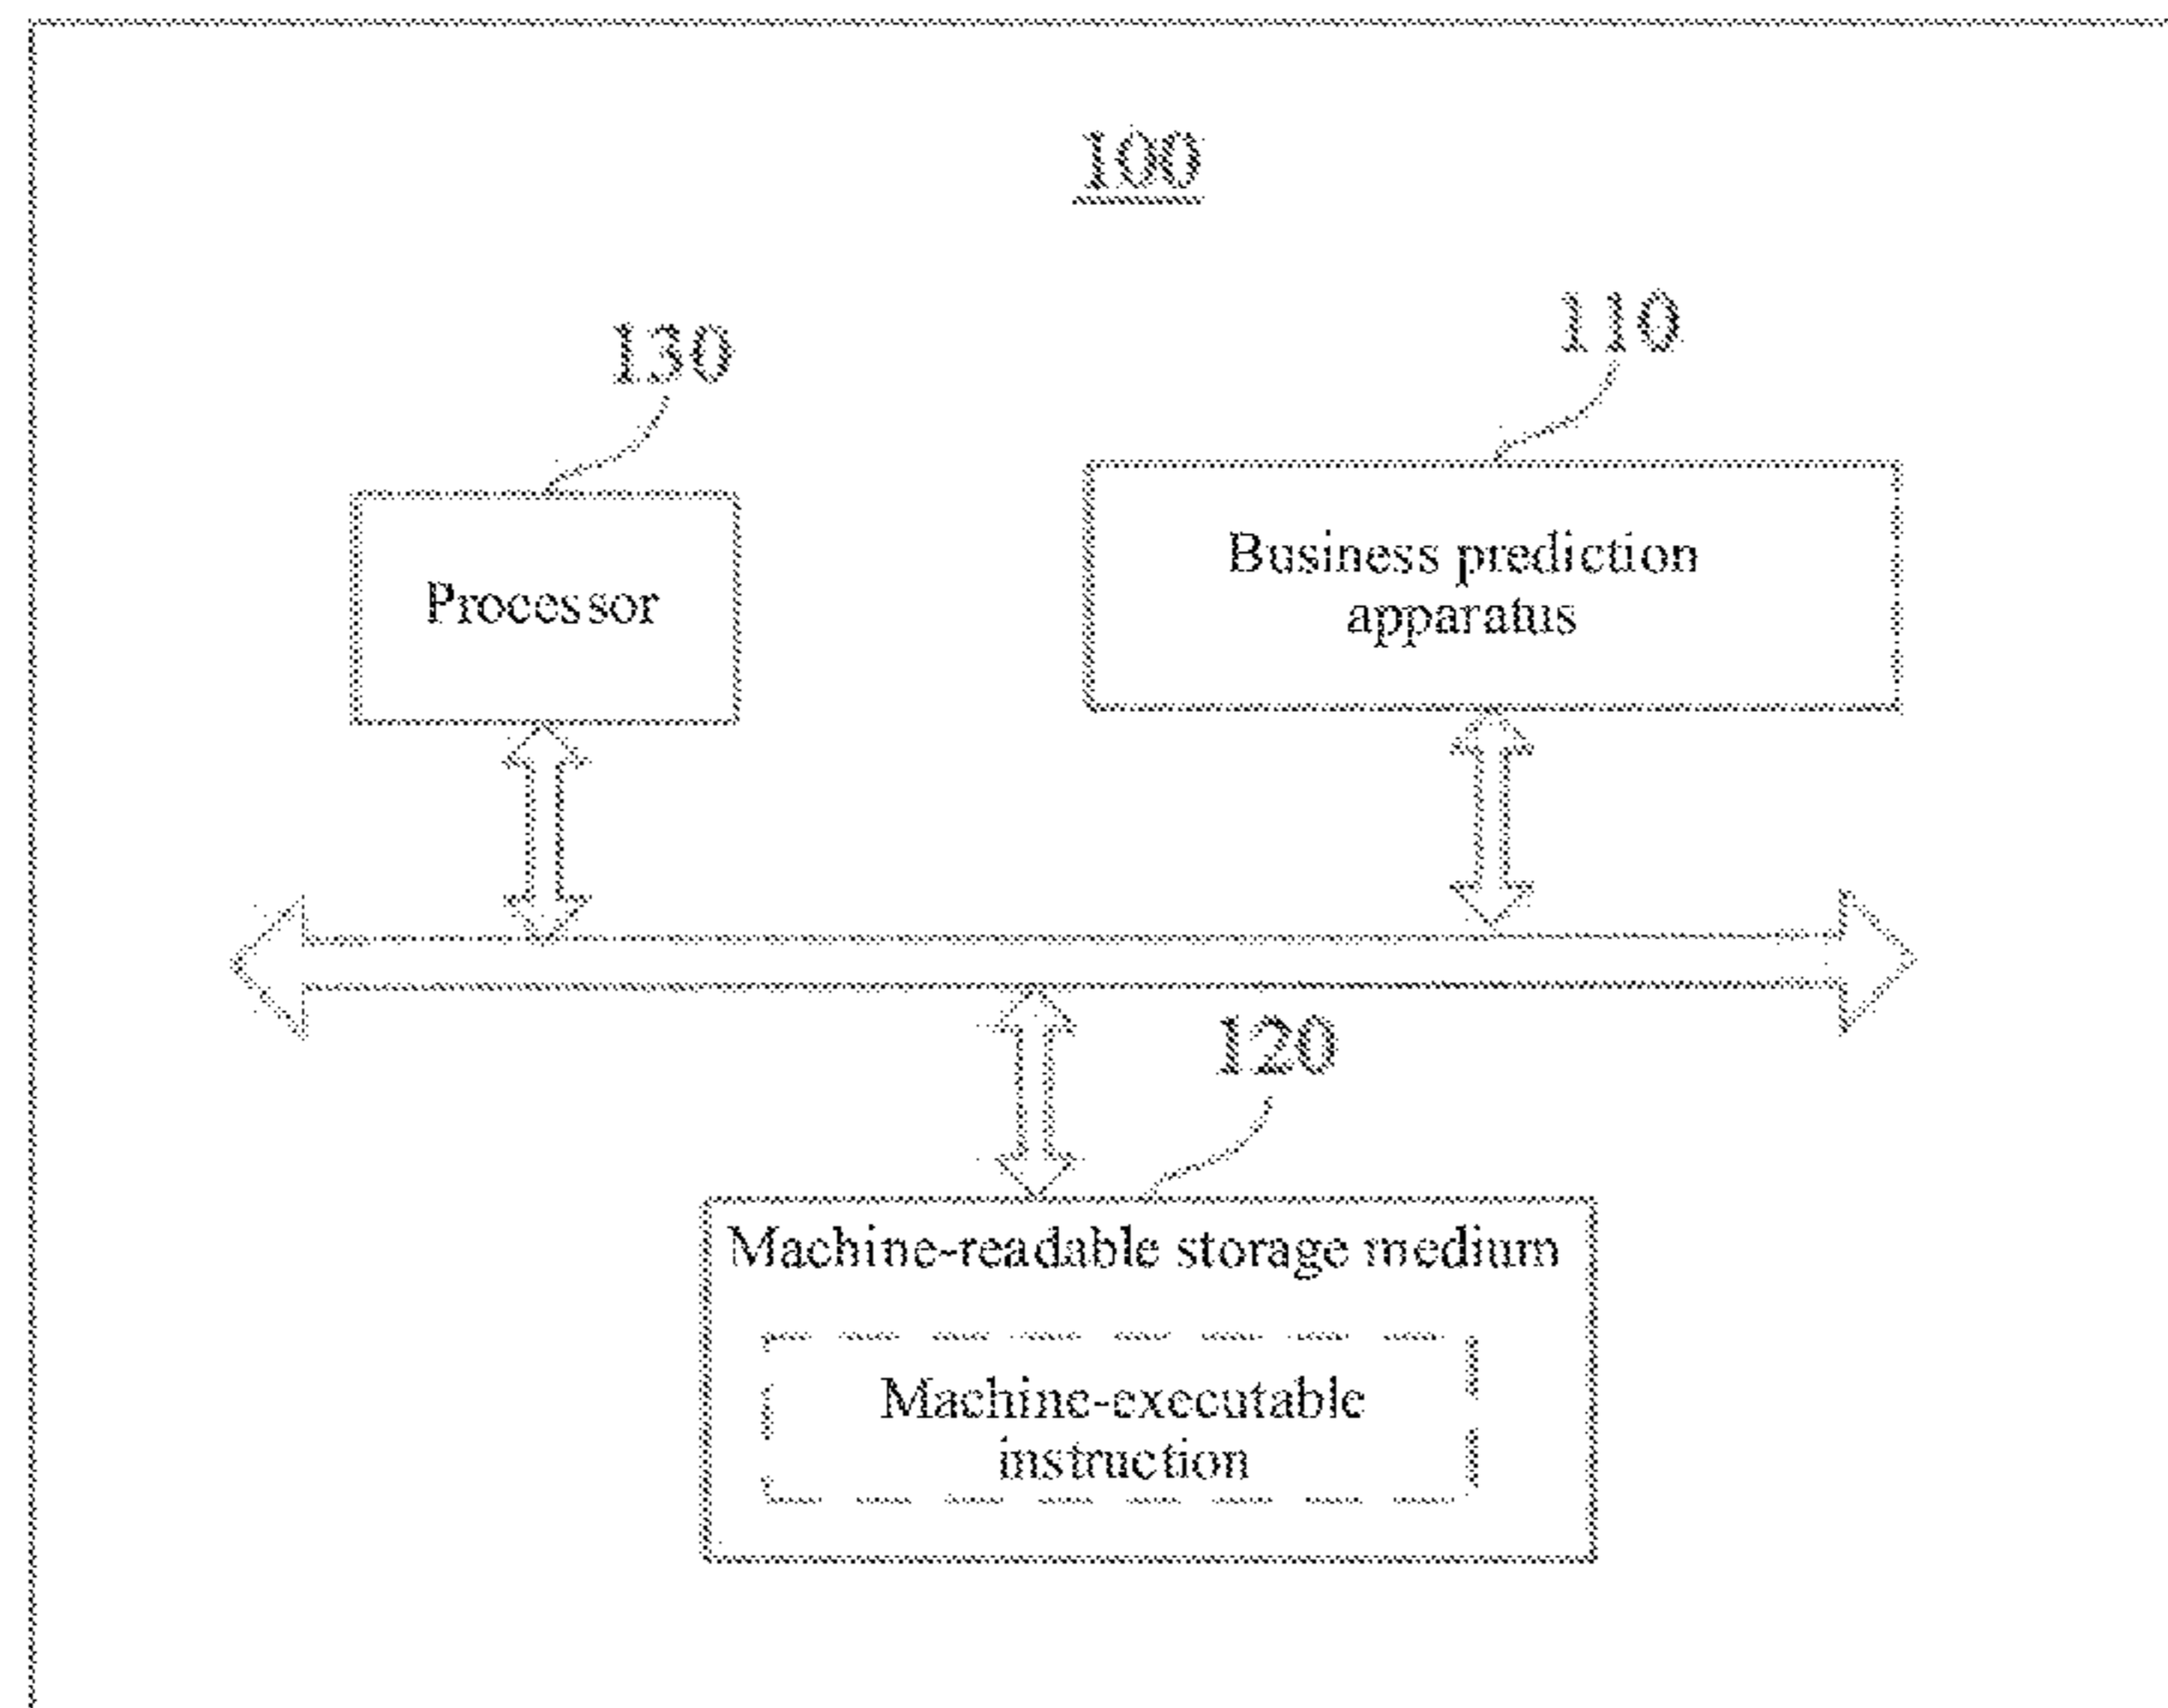 100
130
110
Processor
Business prediction
apparatus
120
Machine-readable storage medium
Machine-executable
instruction